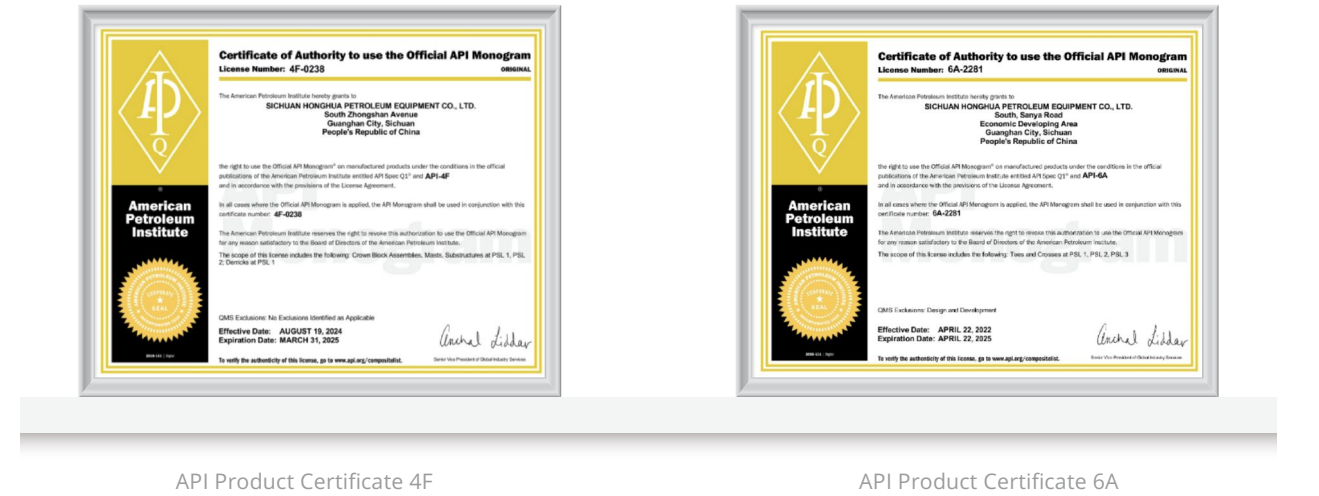 Certificate of Authority to use the Official API Monogram
License Number: 4F-0238
ORIGINAL
The American Petroleum Institute hereby grants to
SICHUAN HONGHUA PETROLEUM EQUIPMENT CO., LTD.
South Zhongshan Avenue
Guanghan City, Sichuan
People's Republic of China
the right to use the Official API Monogram® on manufactured products under the conditions in the official
publications of the American Petroleum Institute entitled API Spec Q1® and API-4F
and in accordance with the provisions of the License Agreement.
American
Petroleum
Institute
In all cases where the Official API Monogram is applied, the API Monogram shall be used in conjunction with this
certificate number: 4F-0238
The American Petroleum Institute reserves the right to revoke this authorization to use the Official API Monogram
for any reason satisfactory to the Board of Directors of the American Petroleum Institute.
The scope of this license includes the following: Crown Block Assemblies, Masts, Substructures at PSL 1, PSL
2; Derricks at PSL 1
QMS Exclusions: No Exclusions Identified as Applicable
Effective Date: AUGUST 19, 2024
Expiration Date: MARCH 31, 2025
To verify the authenticity of this license, go to www.api.org/compositelist.
Senior Vice President of Global Industry Services
API Product Certificate 4F
Certificate of Authority to use the Official API Monogram
License Number: 6A-2281
ORIGINAL
The American Petroleum Institute hereby grants to
SICHUAN HONGHUA PETROLEUM EQUIPMENT CO., LTD.
South, Sanya Road
Economic Developing Area
Guanghan City, Sichuan
People's Republic of China
the right to use the Official API Monogram® on manufactured products under the conditions in the official
publications of the American Petroleum Institute entitled API Spec Q1® and API-6A
and in accordance with the provisions of the License Agreement.
American
Petroleum
Institute
In all cases where the Official API Monogram is applied, the API Monogram shall be used in conjunction with this
certificate number: 6A-2281
The American Petroleum Institute reserves the right to revoke this authorization to use the Official API Monogram
for any reason satisfactory to the Board of Directors of the American Petroleum Institute.
The scope of this license includes the following: Tees and Crosses at PSL 1, PSL 2, PSL 3
QMS Exclusions: Design and Development
Effective Date: APRIL 22, 2022
Expiration Date: APRIL 22, 2025
To verify the authenticity of this license, go to www.api.org/compositelist.
Senior Vice President of Global Industry Services
API Product Certificate 6A